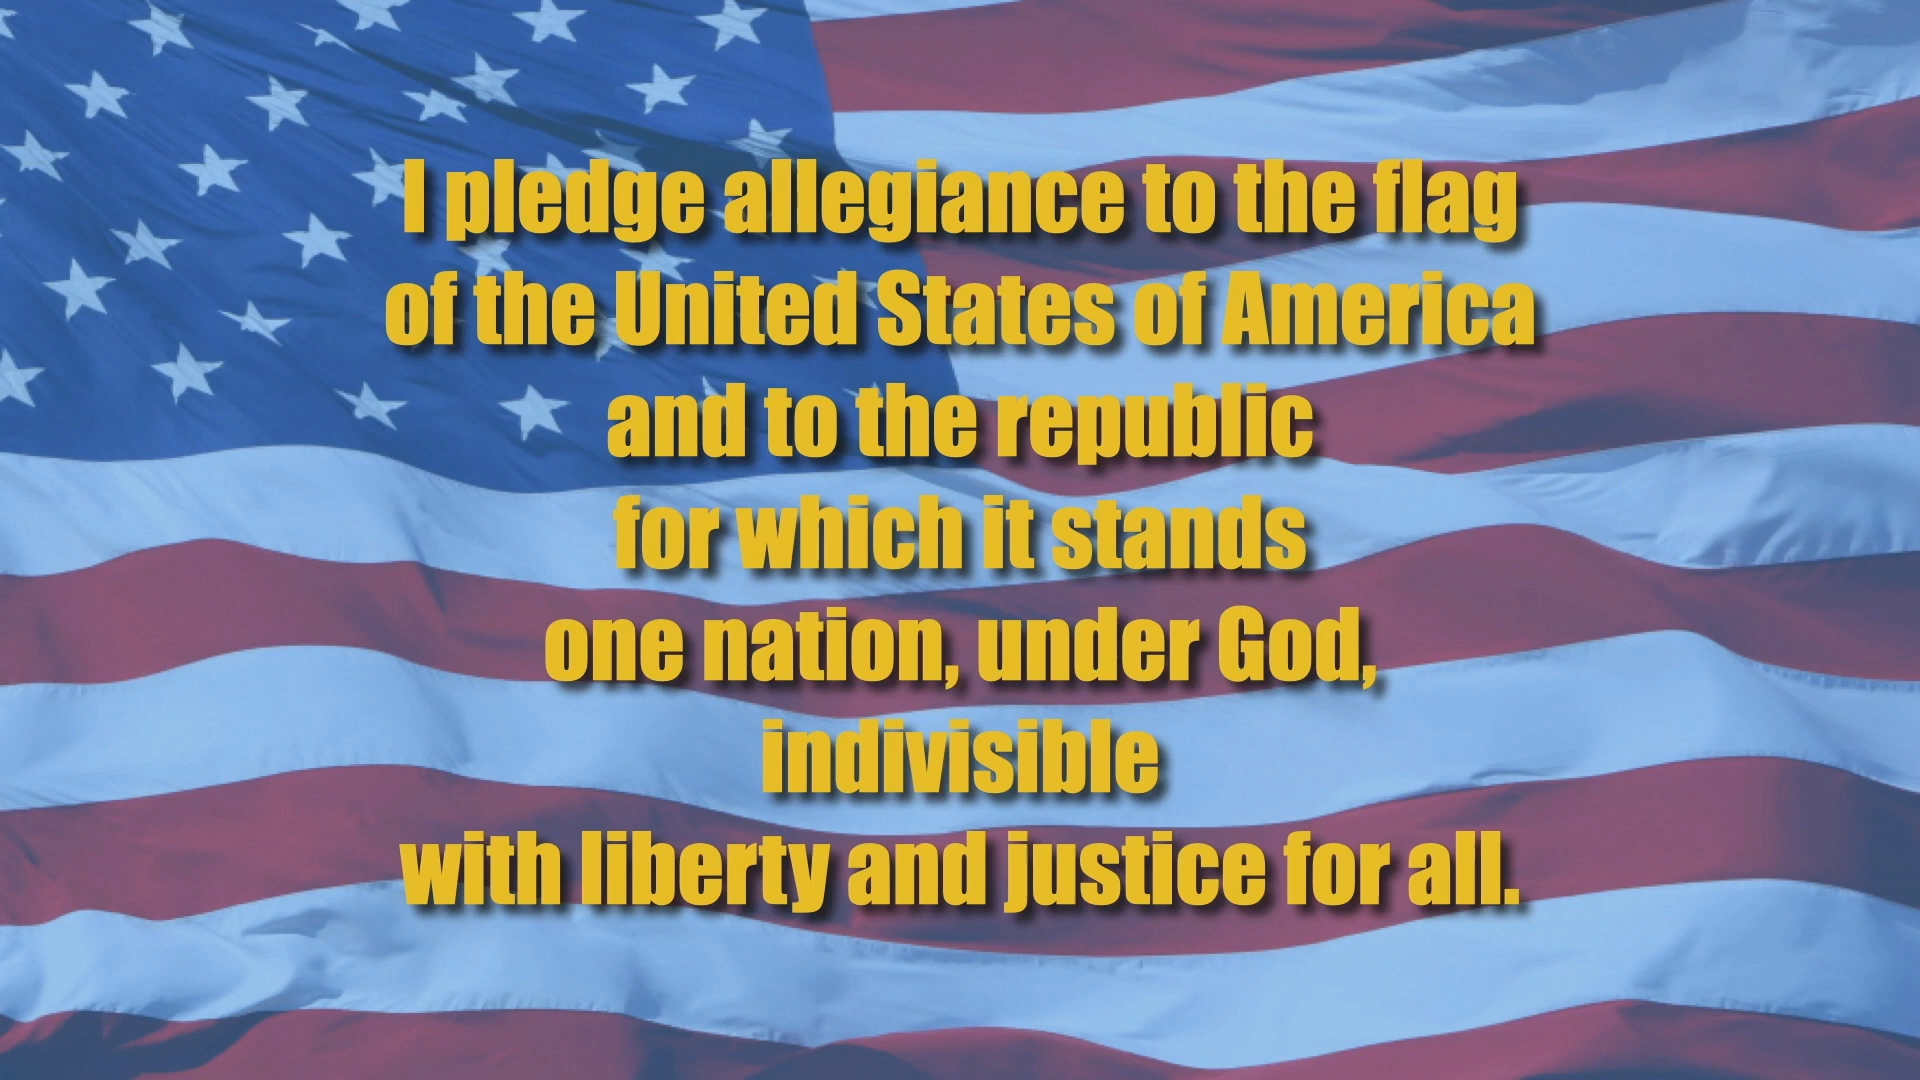 I pledge allegiance to the flag
of the United States of America
and to the republic
for which it stands
one nation, under God,
indivisible
with liberty and justice for all.